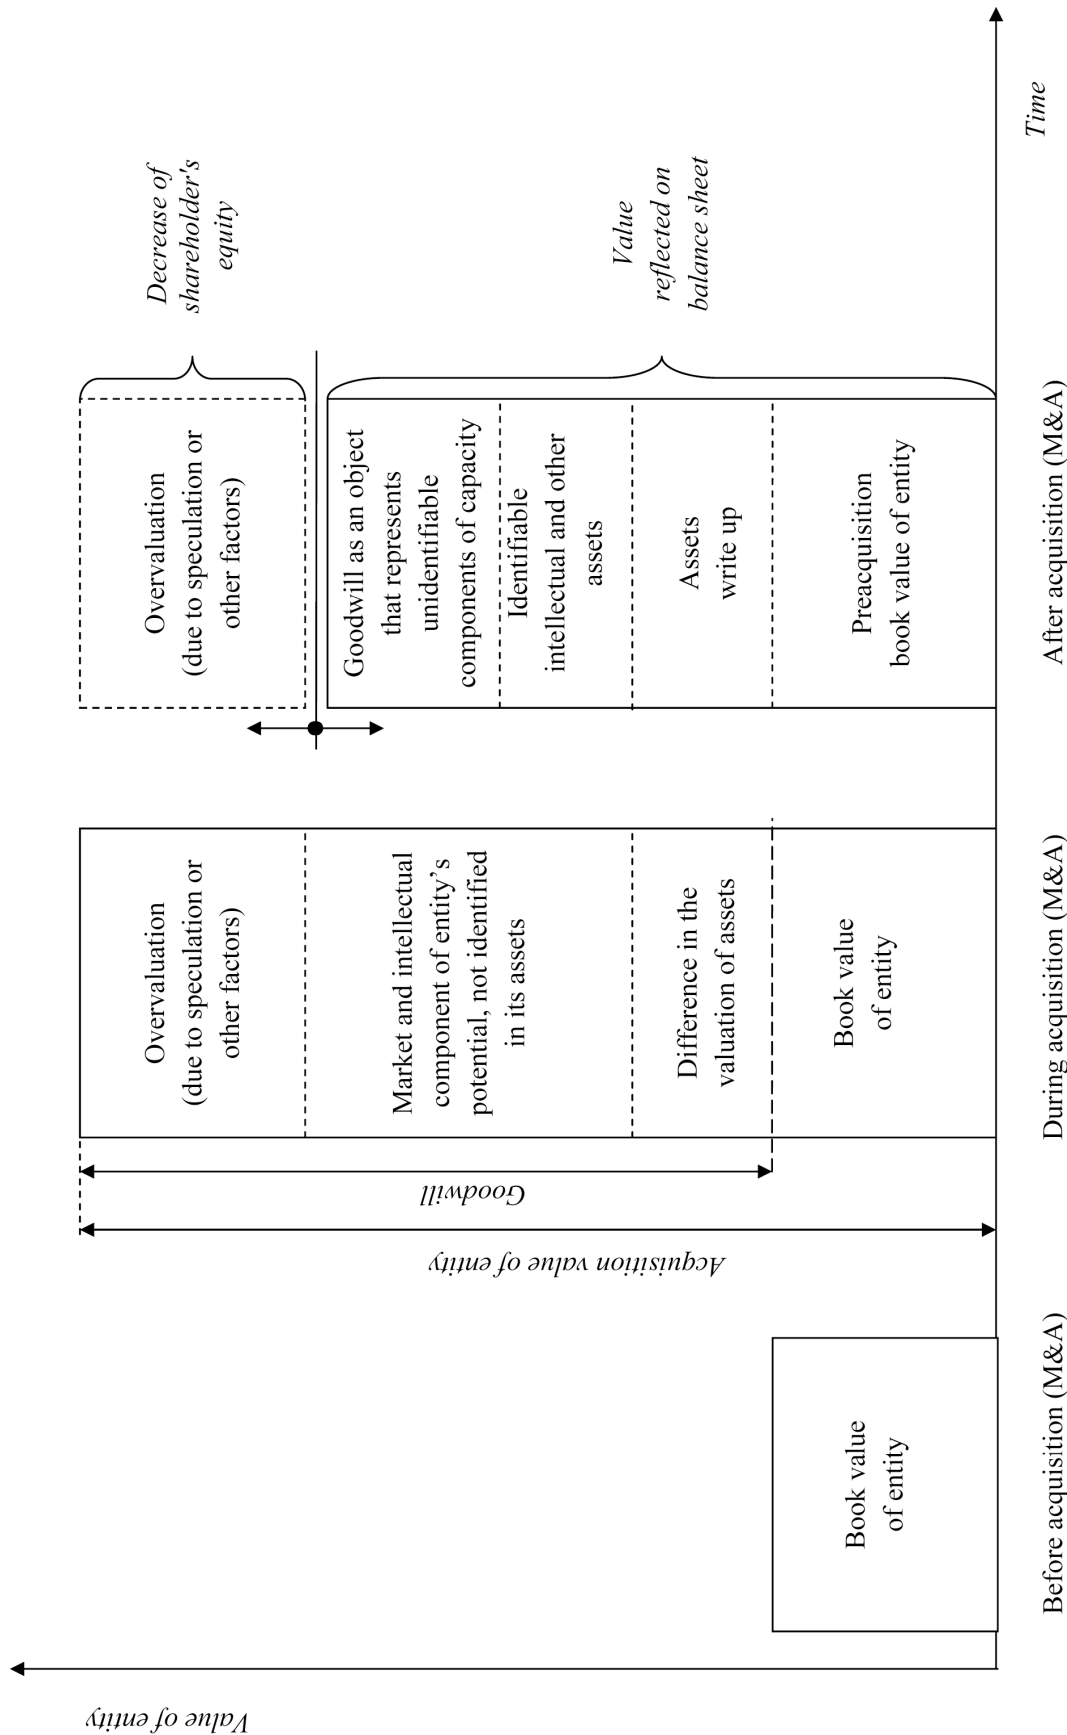 Value of entity
Book value
of entity
Before acquisition (M&A)
Acquisition value of entity
Goodwill
Overvaluation
(due to speculation or
other factors)
Market and intellectual
component of entity’s
potential, not identified
in its assets
Difference in the
valuation of assets
Book value
of entity
During acquisition (M&A)
Overvaluation
(due to speculation or
other factors)
Goodwill as an object
that represents
unidentifiable
components of capacity
Identifiable
intellectual and other
assets
Assets
write up
Preacquisition
book value of entity
After acquisition (M&A)
Decrease of
shareholder's
equity
Value
reflected on
balance sheet
Time